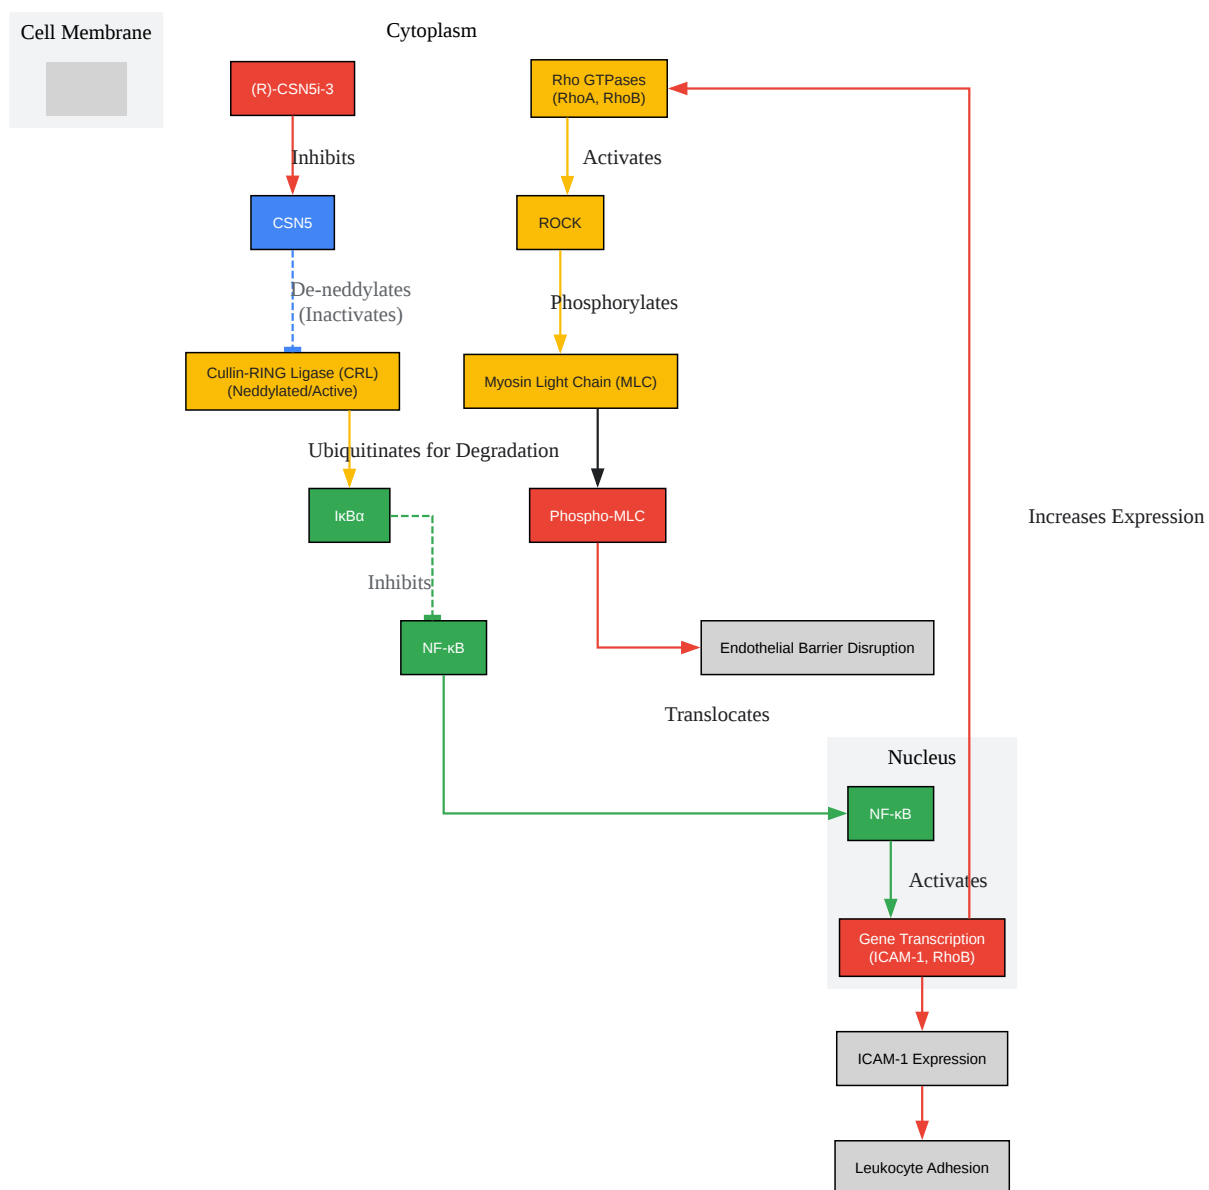 Cell Membrane
Cytoplasm
(R)-CSN5i-3
Rho GTPases
(RhoA, RhoB)
Inhibits
Activates
CSN5
ROCK
De-neddylates
(Inactivates)
Phosphorylates
Cullin-RING Ligase (CRL)
(Neddylated/Active)
Myosin Light Chain (MLC)
Ubiquitinates for Degradation
IκBα
Phospho-MLC
Increases Expression
Inhibits
NF-κB
Endothelial Barrier Disruption
Translocates
Nucleus
NF-κB
Activates
Gene Transcription
(ICAM-1, RhoB)
ICAM-1 Expression
Leukocyte Adhesion